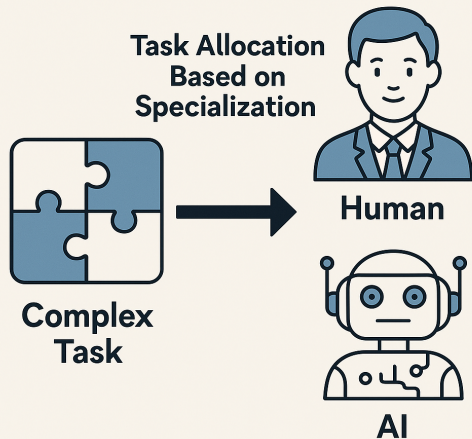 Task Allocation
Based on
Specialization
Human
Complex
Task
AI